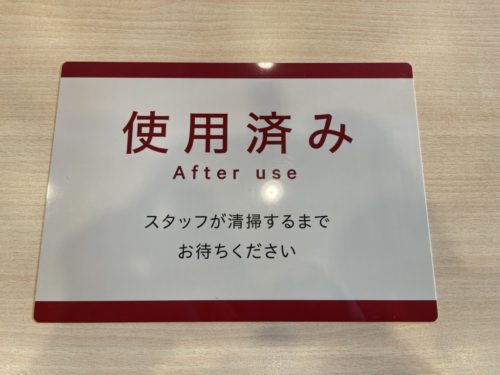 使用済み
After use
スタッフが清掃するまで
お待ちください